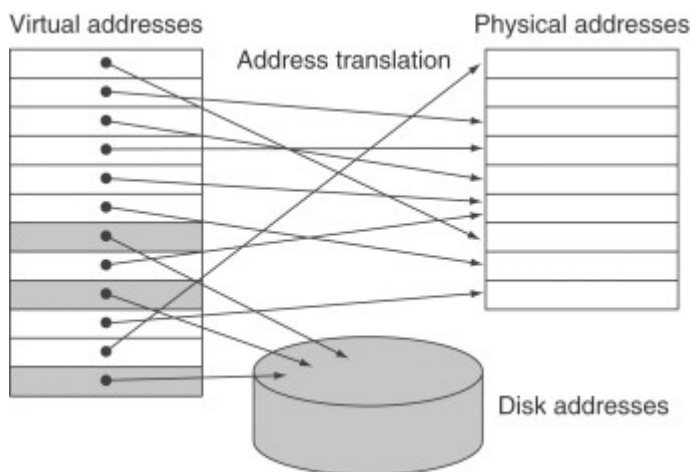 Virtual addresses
Physical addresses
Address translation
Disk addresses